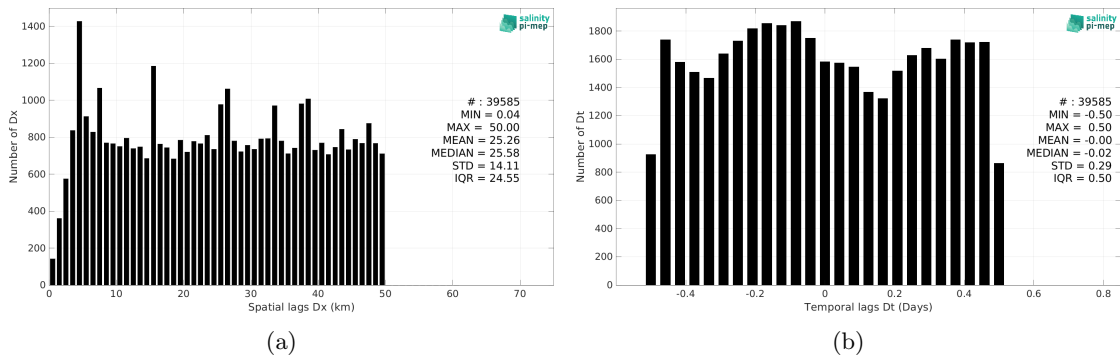 salinity
pi-mep
1400
1200
1000
800
600
400
200
0
Number of Dx
# : 39585
MIN = 0.04
MAX = 50.00
MEAN = 25.26
MEDIAN = 25.58
STD = 14.11
IQR = 24.55
0 10 20 30 40 50 60 70
Spatial lags Dx (km)
(a)
salinity
pi-mep
1800
1600
1400
1200
1000
800
600
400
200
0
Number of Dt
# : 39585
MIN = -0.50
MAX = 0.50
MEAN = -0.00
MEDIAN = -0.02
STD = 0.29
IQR = 0.50
-0.4 -0.2 0 0.2 0.4 0.6 0.8
Temporal lags Dt (Days)
(b)